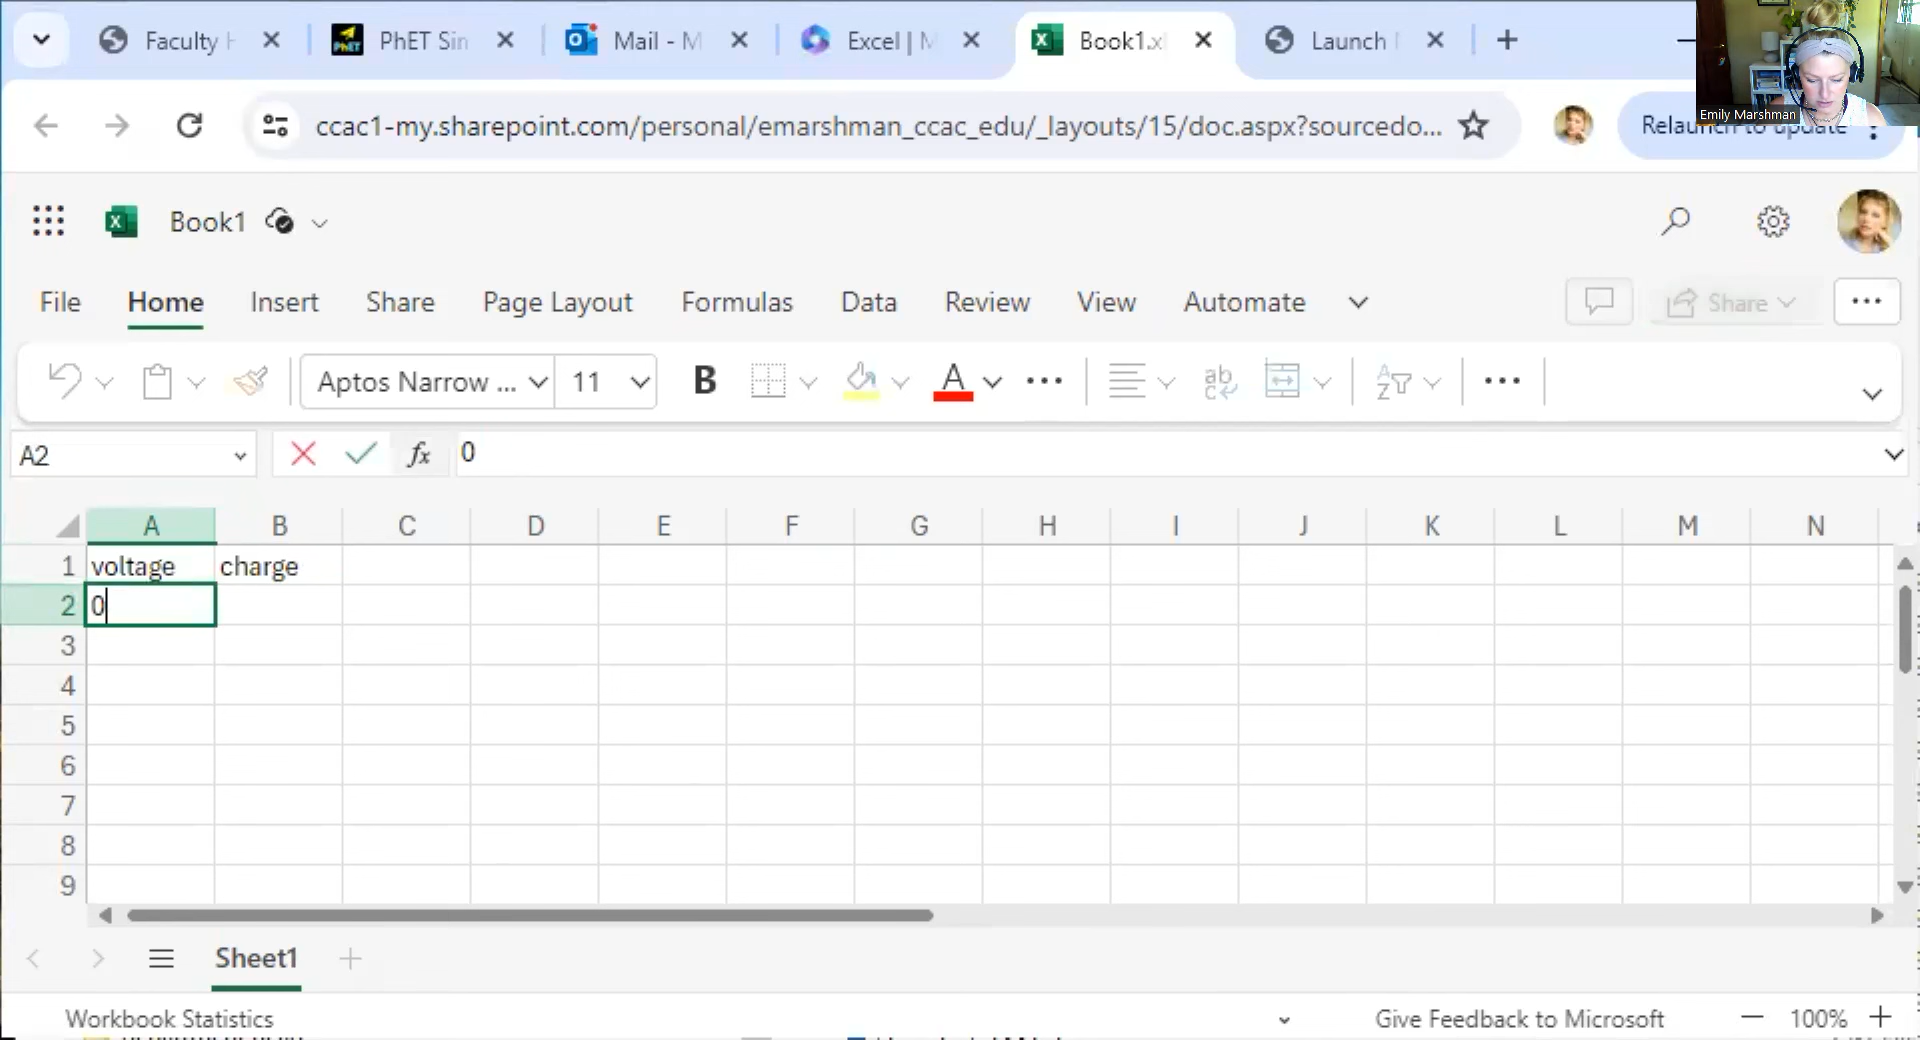 Faculty
PhET Sin
Mail - M
Excel | M
Book1.x
Launch
Emily Marshman
ccac1-my.sharepoint.com/personal/emarshman_ccac_edu/_layouts/15/doc.aspx?sourcedo...
Relaunch to update
Book1
File Home Insert Share Page Layout Formulas Data Review View Automate
Share
Aptos Narrow ... 11 B A ab c A Z
A2 fx 0
A B C D E F G H I J K L M N
1 voltage charge
2 0
3
4
5
6
7
8
9
Sheet1
Workbook Statistics
Give Feedback to Microsoft
100%